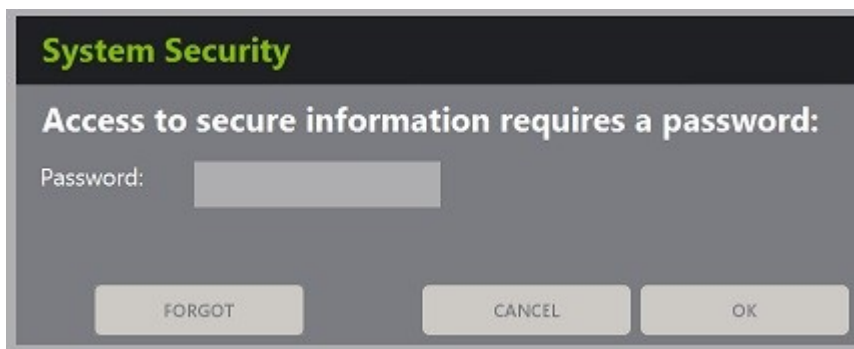 System Security
Access to secure information requires a password:
Password:
FORGOT CANCEL OK